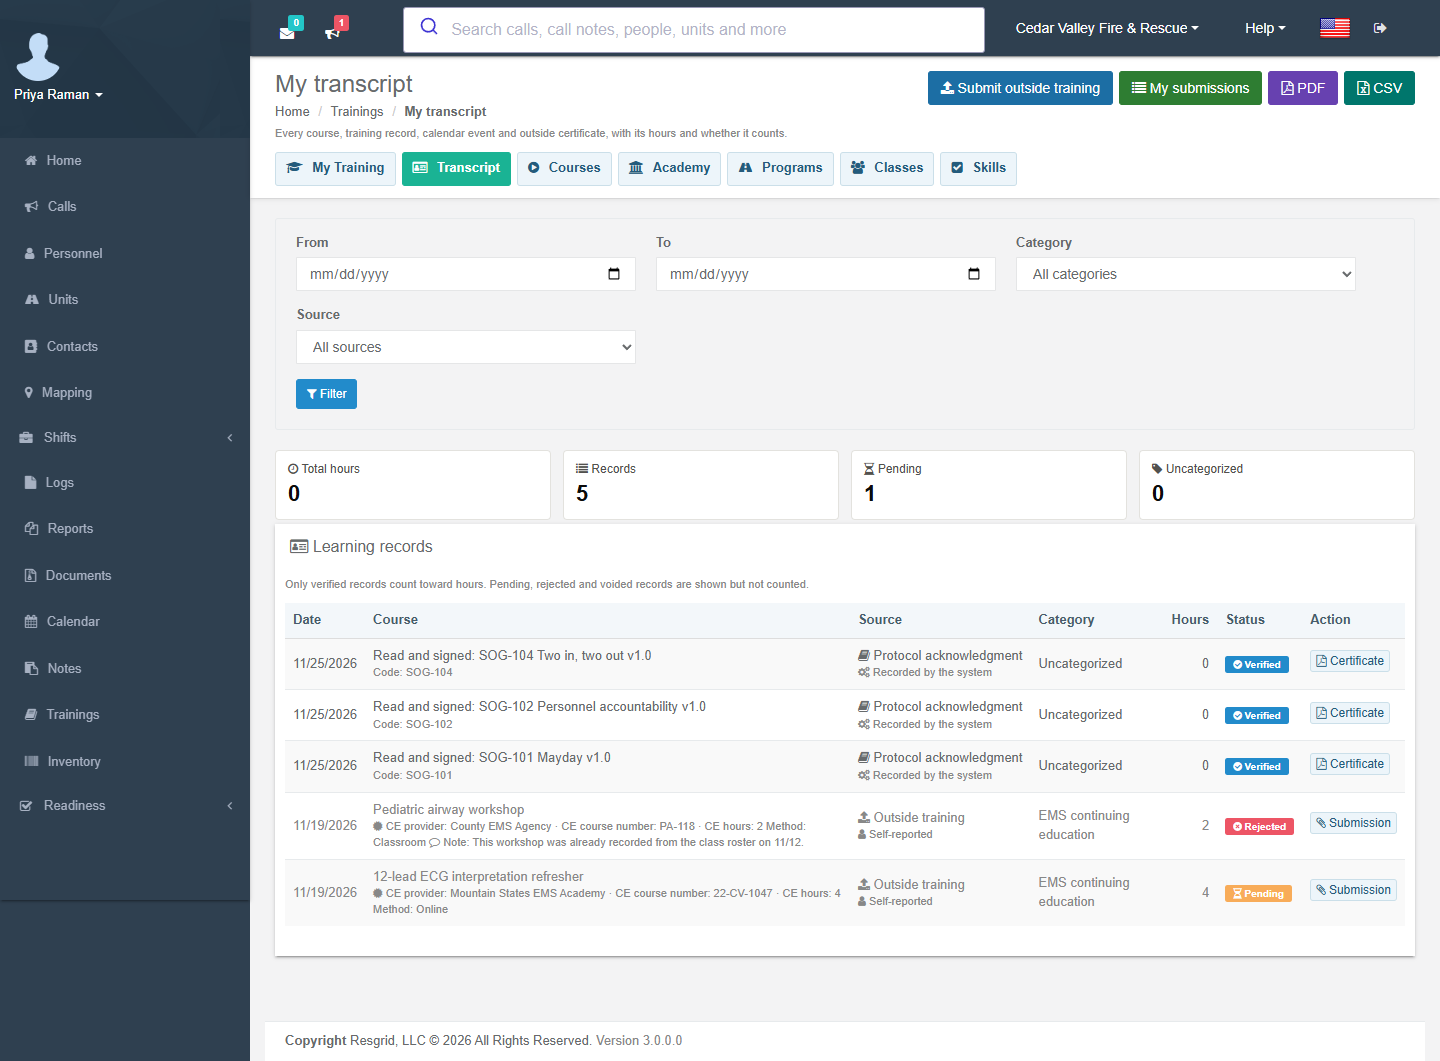 Priya Raman
Home
Calls
Personnel
Units
Contacts
Mapping
Shifts
Logs
Reports
Documents
Calendar
Notes
Trainings
Inventory
Readiness
0
1
Search calls, call notes, people, units and more
Cedar Valley Fire & Rescue
Help
My transcript
Home / Trainings / My transcript
Every course, training record, calendar event and outside certificate, with its hours and whether it counts.
Submit outside training
My submissions
PDF
CSV
My Training
Transcript
Courses
Academy
Programs
Classes
Skills
From
mm/dd/yyyy
To
mm/dd/yyyy
Category
All categories
Source
All sources
Filter
Total hours
0
Records
5
Pending
1
Uncategorized
0
Learning records
Only verified records count toward hours. Pending, rejected and voided records are shown but not counted.
Date Course Source Category Hours Status Action
11/25/2026
Read and signed: SOG-104 Two in, two out v1.0
Code: SOG-104
Protocol acknowledgment
Recorded by the system
Uncategorized
0
Verified
Certificate
11/25/2026
Read and signed: SOG-102 Personnel accountability v1.0
Code: SOG-102
Protocol acknowledgment
Recorded by the system
Uncategorized
0
Verified
Certificate
11/25/2026
Read and signed: SOG-101 Mayday v1.0
Code: SOG-101
Protocol acknowledgment
Recorded by the system
Uncategorized
0
Verified
Certificate
11/19/2026
Pediatric airway workshop
CE provider: County EMS Agency · CE course number: PA-118 · CE hours: 2 Method:
Classroom Note: This workshop was already recorded from the class roster on 11/12.
Outside training
Self-reported
EMS continuing
education
2
Rejected
Submission
11/19/2026
12-lead ECG interpretation refresher
CE provider: Mountain States EMS Academy · CE course number: 22-CV-1047 · CE hours: 4
Method: Online
Outside training
Self-reported
EMS continuing
education
4
Pending
Submission
Copyright Resgrid, LLC © 2026 All Rights Reserved. Version 3.0.0.0